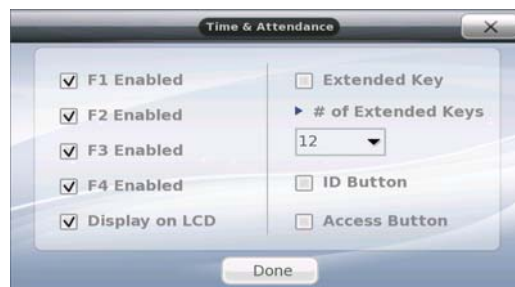 Time & Attendance
F1 Enabled
F2 Enabled
F3 Enabled
F4 Enabled
Display on LCD
Extended Key
# of Extended Keys
12
ID Button
Access Button
Done